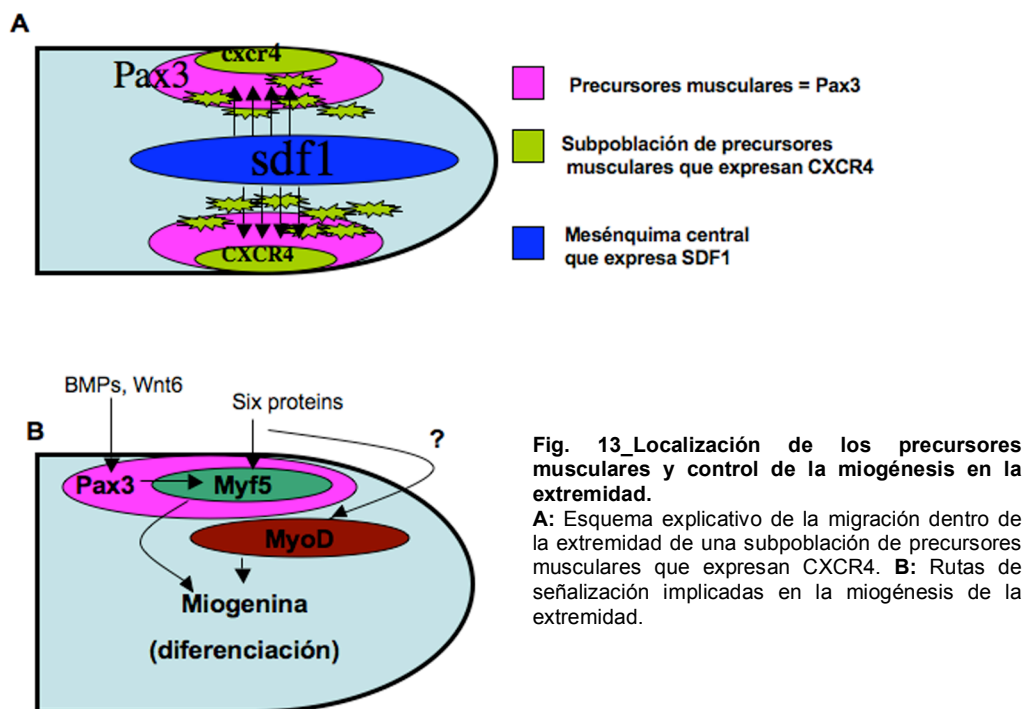 A
cxcr4
Pax3
sdf1
CXCR4
Precursores musculares = Pax3
Subpoblación de precursores
musculares que expresan CXCR4
Mesénquima central
que expresa SDF1
BMPs, Wnt6
Six proteins
B
?
Pax3
Myf5
MyoD
Miogenina
(diferenciación)
Fig. 13_Localización de los precursores
musculares y control de la miogénesis en la
extremidad.
A: Esquema explicativo de la migración dentro de
la extremidad de una subpoblación de precursores
musculares que expresan CXCR4. B: Rutas de
señalización implicadas en la miogénesis de la
extremidad.